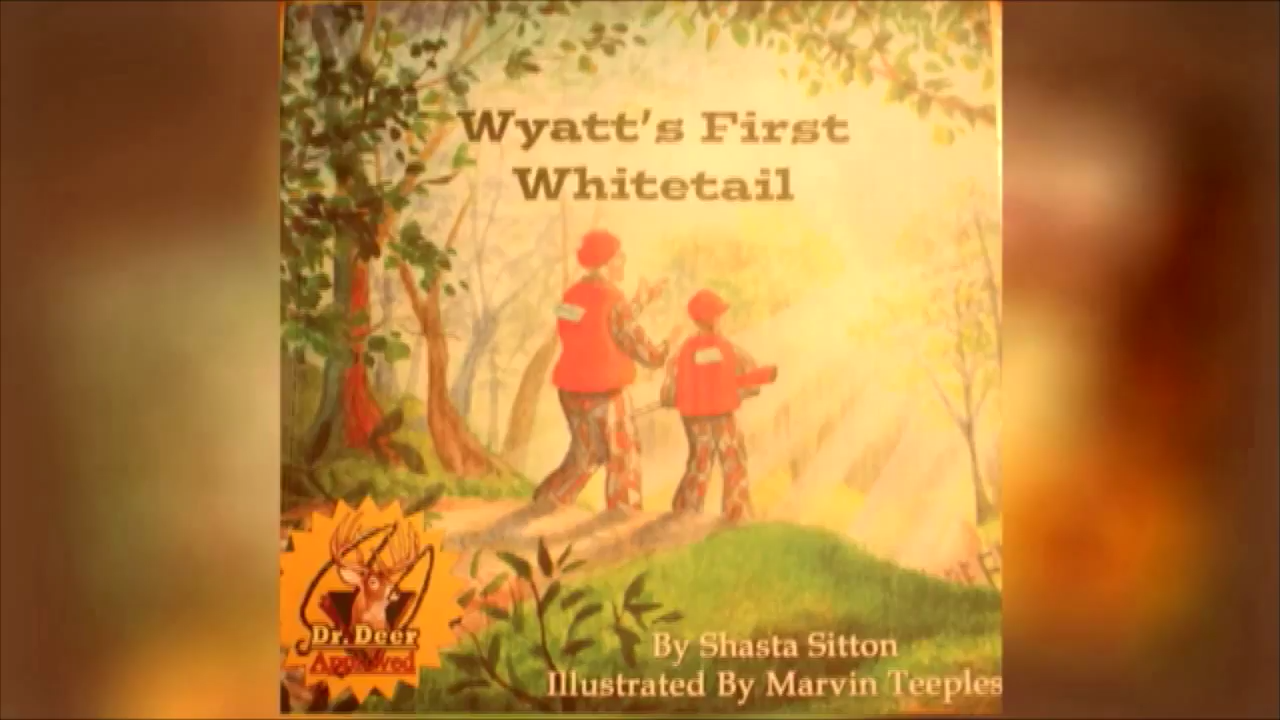 Wyatt's First
Whitetail
Dr. Deer
Approved
By Shasta Sitton
Illustrated By Marvin Teeples